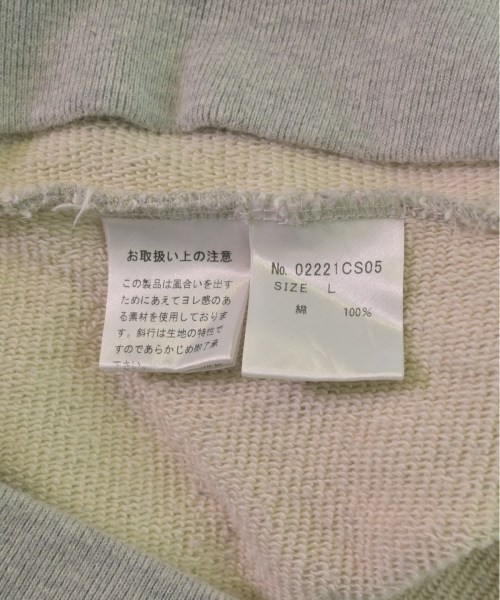 お取扱い上の注意
この製品は風合いを出す
ためにあえてヨレ感のあ
る素材を使用しておりま
す。斜行は生地の特性で
すのであらかじめ御了承
下さい。
No. 02221CS05
SIZE L
綿 100%